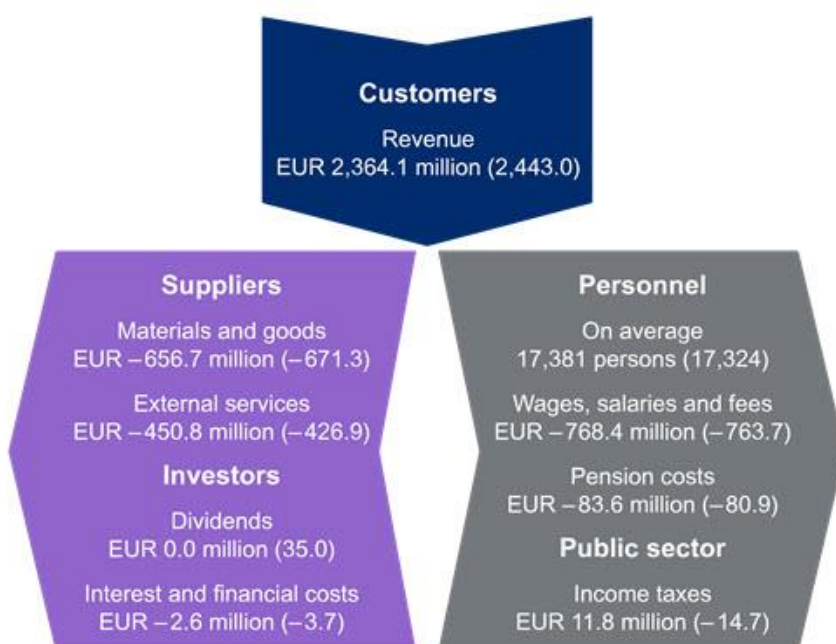 Customers
Revenue
EUR 2,364.1 million (2,443.0)
Suppliers
Materials and goods
EUR –656.7 million (–671.3)
External services
EUR –450.8 million (–426.9)
Investors
Dividends
EUR 0.0 million (35.0)
Interest and financial costs
EUR –2.6 million (–3.7)
Personnel
On average
17,381 persons (17,324)
Wages, salaries and fees
EUR –768.4 million (–763.7)
Pension costs
EUR –83.6 million (–80.9)
Public sector
Income taxes
EUR 11.8 million (–14.7)